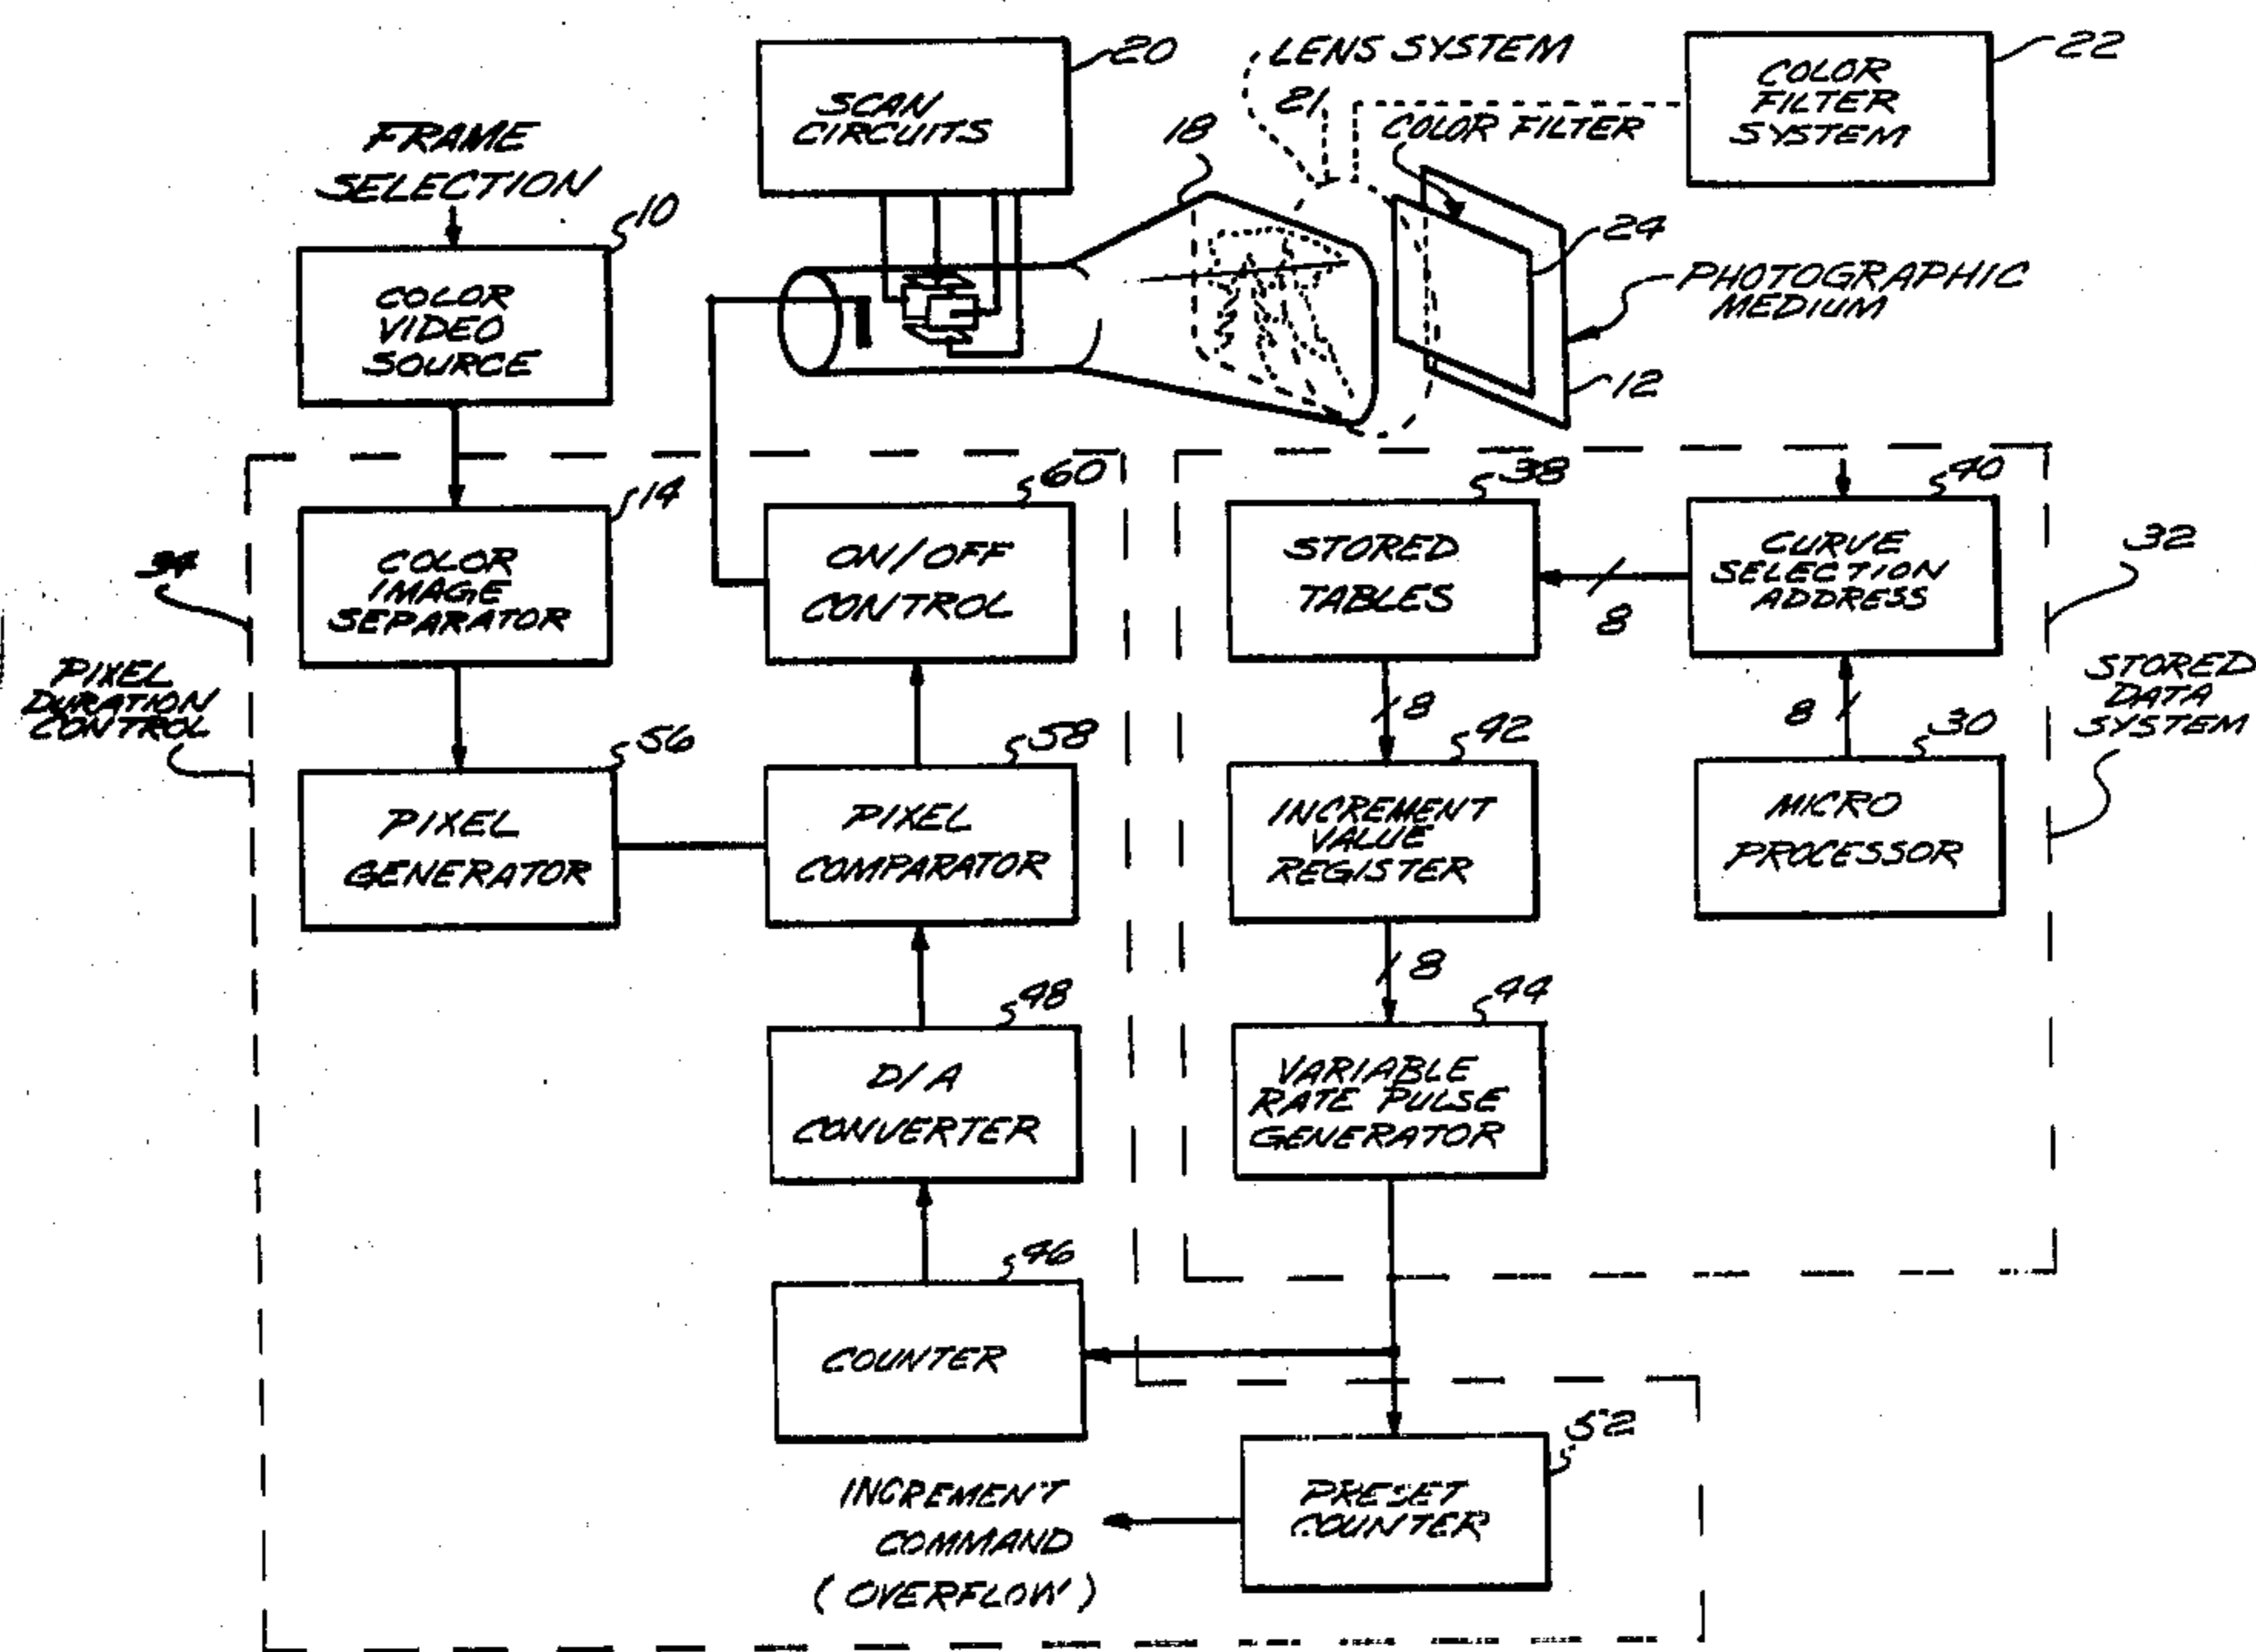 20
SCAN
CIRCUITS
LENS SYSTEM
21
COLOR FILTER
22
COLOR
FILTER
SYSTEM
18
24
PHOTOGRAPHIC
MEDIUM
12
FRAME
SELECTION
10
COLOR
VIDEO
SOURCE
14
COLOR
IMAGE
SEPARATOR
60
ON/OFF
CONTROL
38
STORED
TABLES
8
40
CURVE
SELECTION
ADDRESS
32
STORED
DATA
SYSTEM
34
PIXEL
DURATION
CONTROL
56
PIXEL
GENERATOR
58
PIXEL
COMPARATOR
8
42
INCREMENT
VALUE
REGISTER
8
30
MICRO
PROCESSOR
48
D/A
CONVERTER
8
44
VARIABLE
RATE PULSE
GENERATOR
46
COUNTER
52
PRESET
COUNTER
INCREMENT
COMMAND
(OVERFLOW)